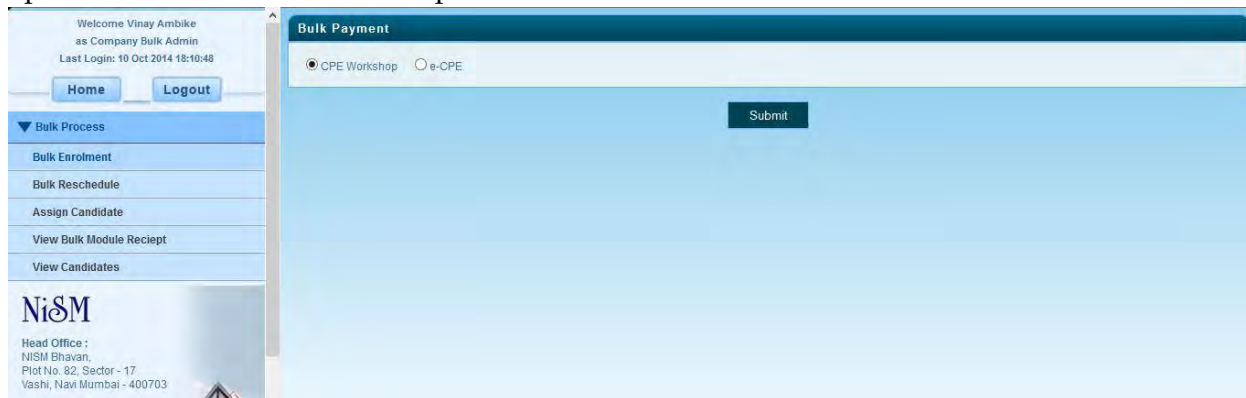 Welcome Vinay Ambike
as Company Bulk Admin
Last Login: 10 Oct 2014 18:10:48
Home Logout
Bulk Process
Bulk Enrolment
Bulk Reschedule
Assign Candidate
View Bulk Module Reciept
View Candidates
NiSM
Head Office :
NISM Bhavan,
Plot No. 82, Sector - 17
Vashi, Navi Mumbai - 400703
Bulk Payment
CPE Workshop e-CPE
Submit